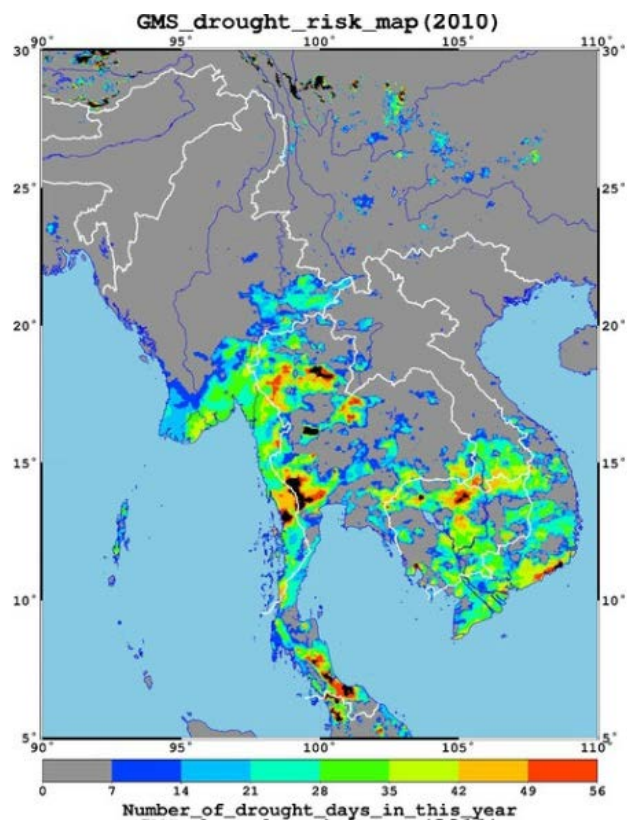 GMS_drought_risk_map(2010)
90° 95° 100° 105° 110°
30° 30°
25° 25°
20° 20°
15° 15°
10° 10°
5° 5°
90° 95° 100° 105° 110°
0 7 14 21 28 35 42 49 56
Number_of_drought_days_in_this_year